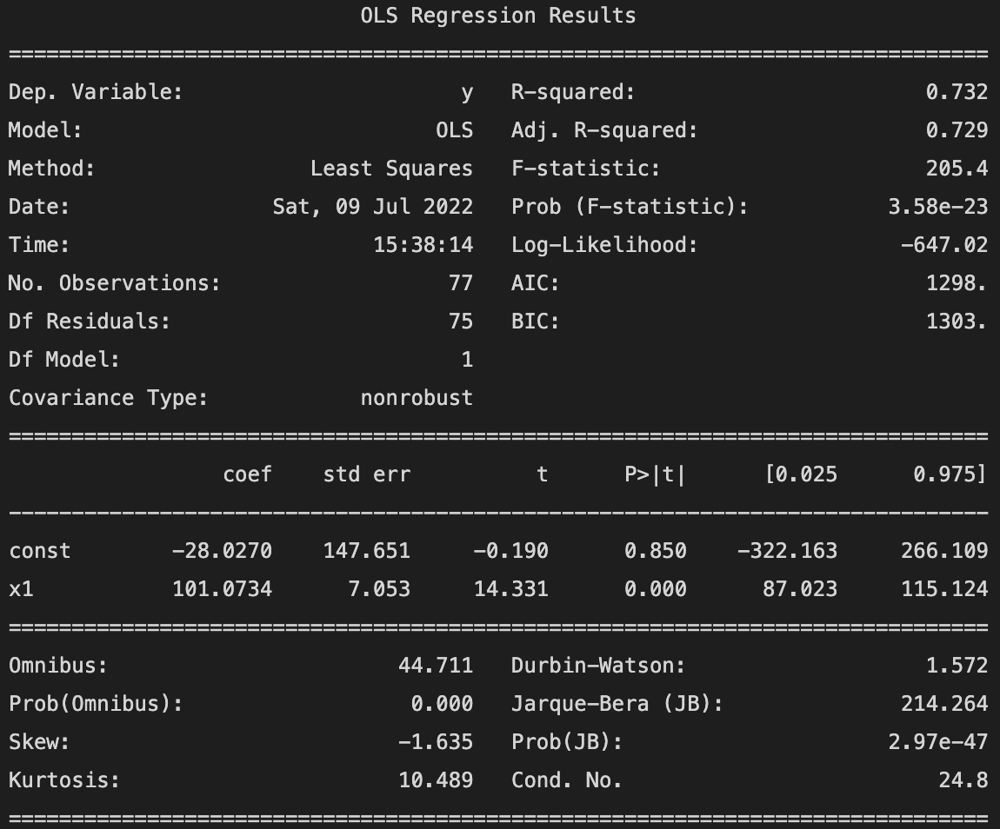 OLS Regression Results
==============================================================================
Dep. Variable:                      y   R-squared:                       0.732
Model:                            OLS   Adj. R-squared:                  0.729
Method:                 Least Squares   F-statistic:                     205.4
Date:                Sat, 09 Jul 2022   Prob (F-statistic):           3.58e-23
Time:                        15:38:14   Log-Likelihood:                -647.02
No. Observations:                  77   AIC:                             1298.
Df Residuals:                      75   BIC:                             1303.
Df Model:                           1
Covariance Type:            nonrobust
==============================================================================
                 coef    std err          t      P>|t|      [0.025      0.975]
------------------------------------------------------------------------------
const        -28.0270    147.651     -0.190      0.850    -322.163     266.109
x1           101.0734      7.053     14.331      0.000      87.023     115.124
==============================================================================
Omnibus:                       44.711   Durbin-Watson:                   1.572
Prob(Omnibus):                  0.000   Jarque-Bera (JB):              214.264
Skew:                          -1.635   Prob(JB):                     2.97e-47
Kurtosis:                      10.489   Cond. No.                         24.8
==============================================================================